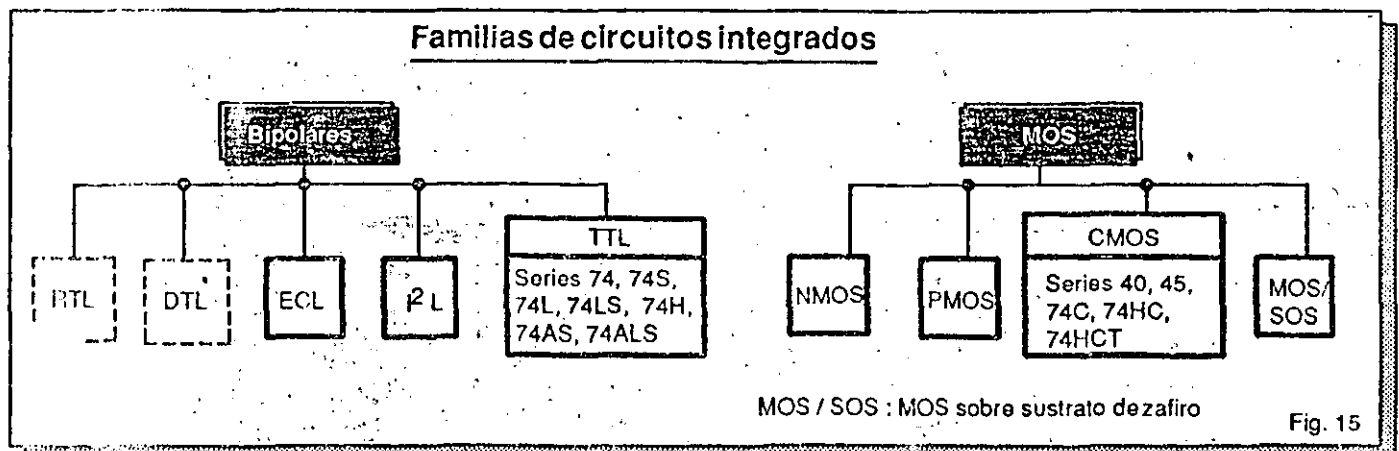 Familias de circuitos integrados
Bipolares
MOS
RTL
DTL
ECL
I²L
TTL
Series 74, 74S,
74L, 74LS, 74H,
74AS, 74ALS
NMOS
PMOS
CMOS
Series 40, 45,
74C, 74HC,
74HCT
MOS/
SOS
MOS / SOS : MOS sobre sustrato de zafiro
Fig. 15